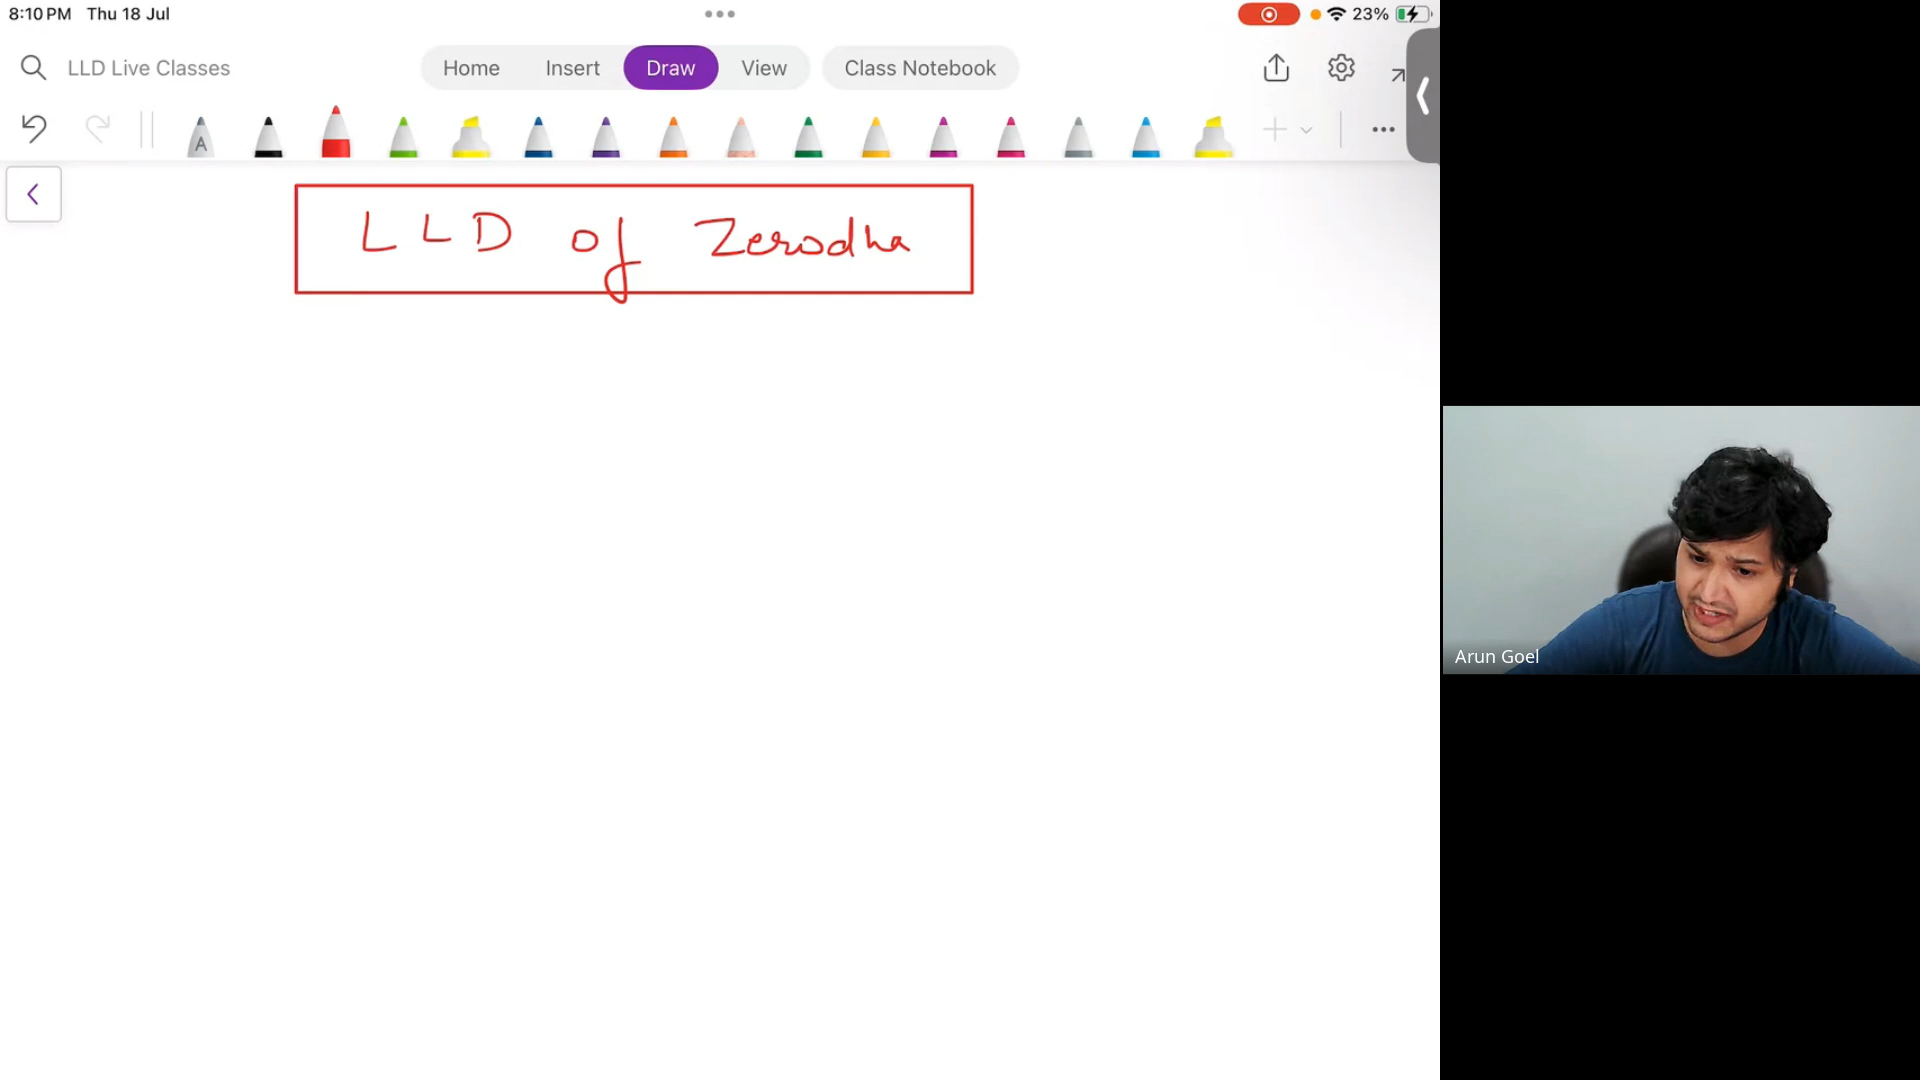 8:10 PM Thu 18 Jul
23%
LLD Live Classes
Home Insert Draw View Class Notebook
A
LLD of Zerodha
Arun Goel